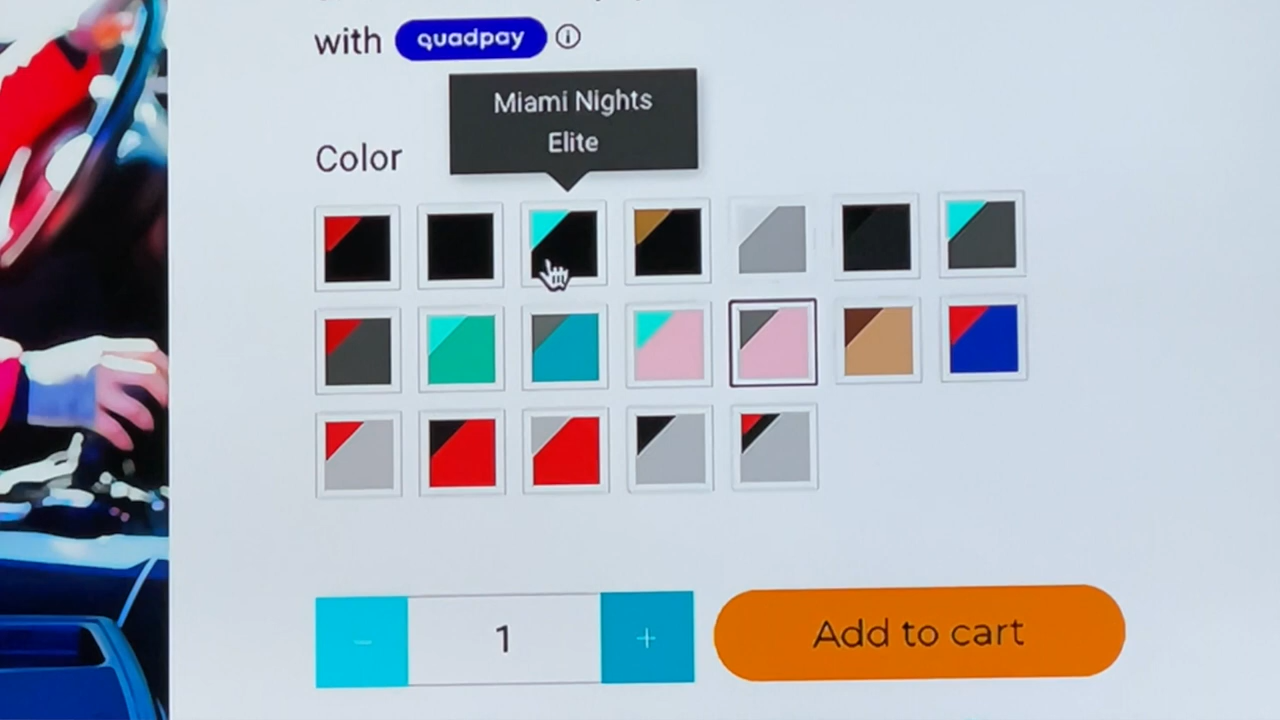 with quadpay
Miami Nights
Elite
Color
- 1 +
Add to cart